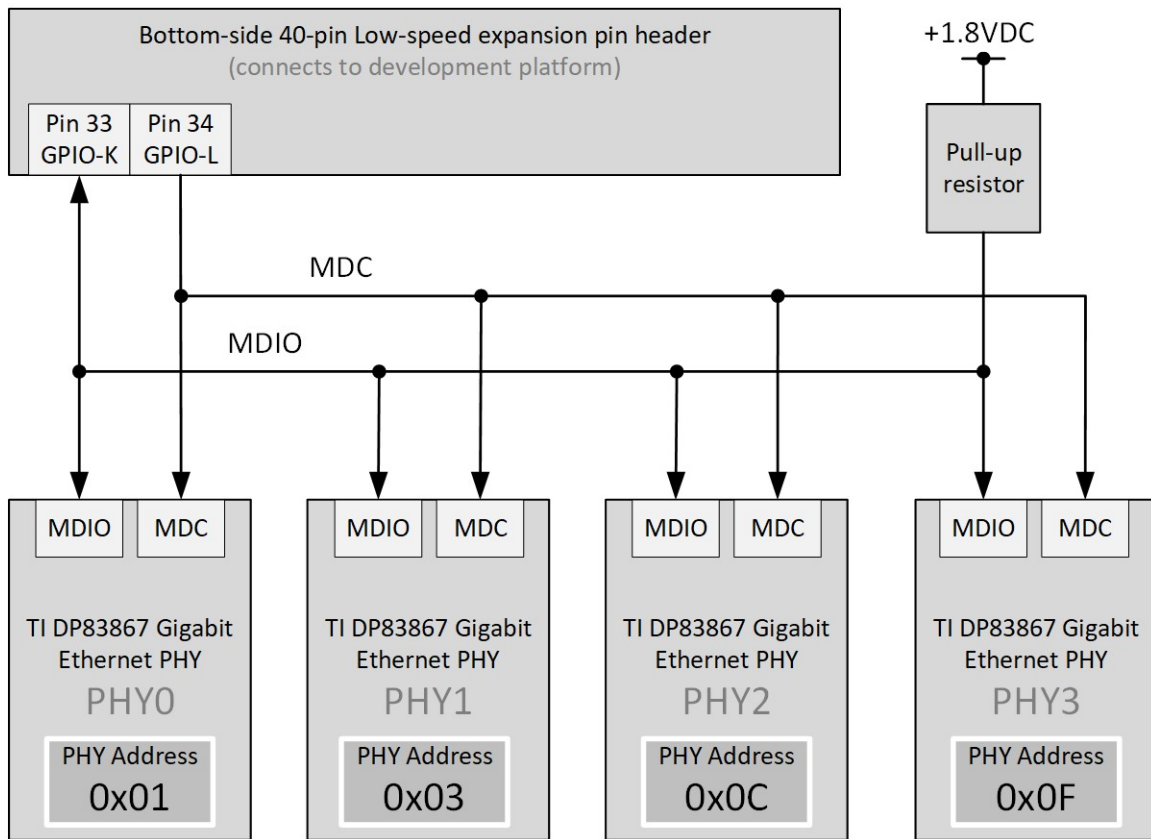 Bottom-side 40-pin Low-speed expansion pin header
(connects to development platform)
+1.8VDC
Pin 33
GPIO-K
Pin 34
GPIO-L
Pull-up
resistor
MDC
MDIO
MDIO
MDC
TI DP83867 Gigabit
Ethernet PHY
PHY0
PHY Address
0x01
MDIO
MDC
TI DP83867 Gigabit
Ethernet PHY
PHY1
PHY Address
0x03
MDIO
MDC
TI DP83867 Gigabit
Ethernet PHY
PHY2
PHY Address
0x0C
MDIO
MDC
TI DP83867 Gigabit
Ethernet PHY
PHY3
PHY Address
0x0F